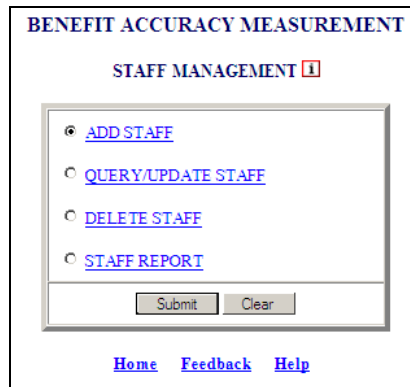 BENEFIT ACCURACY MEASUREMENT
STAFF MANAGEMENT i
ADD STAFF
QUERY/UPDATE STAFF
DELETE STAFF
STAFF REPORT
Submit Clear
Home Feedback Help